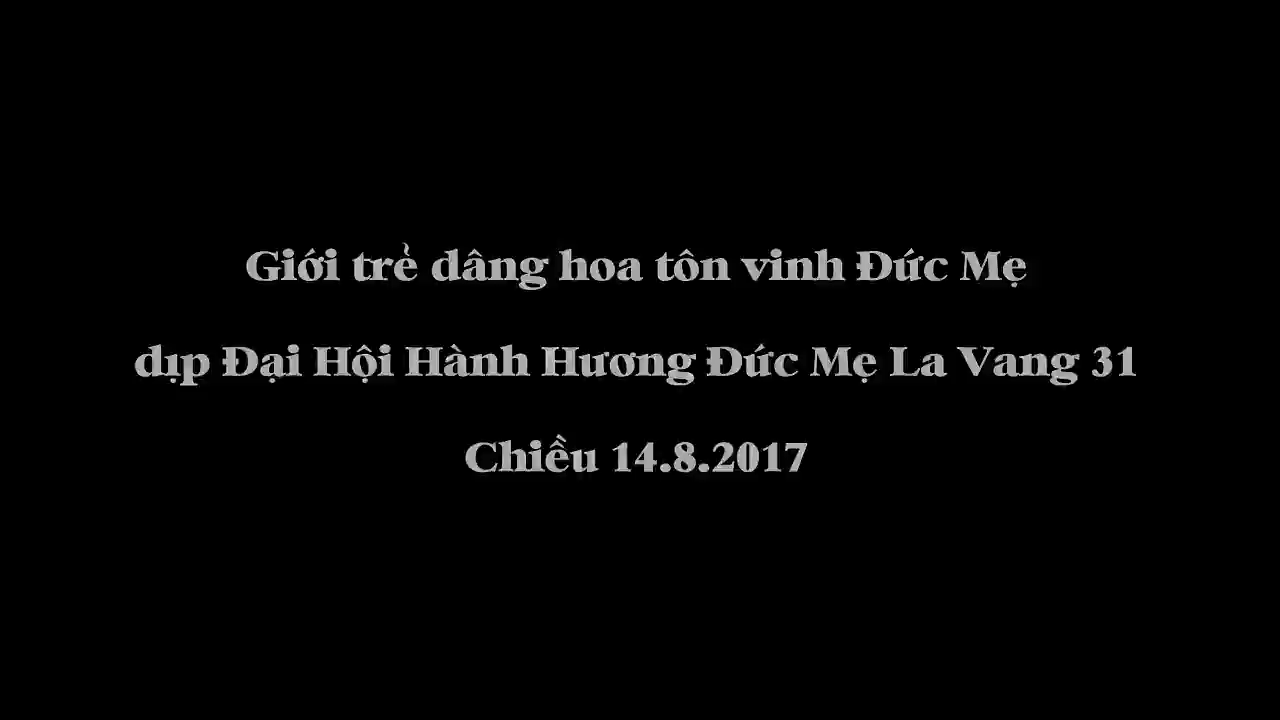 Giới trẻ dâng hoa tôn vinh Đức Mẹ
dịp Đại Hội Hành Hương Đức Mẹ La Vang 31
Chiều 14.8.2017